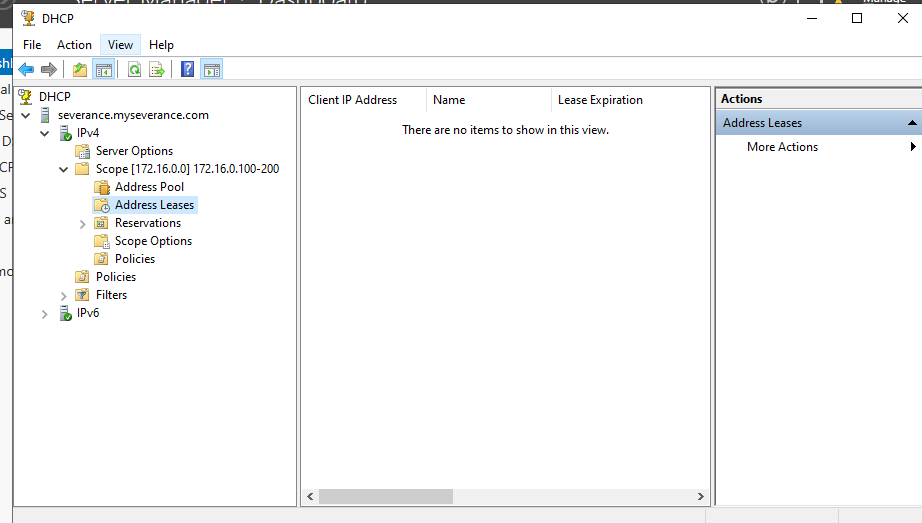 DHCP
File Action View Help
DHCP
severance.myseverance.com
IPv4
Server Options
Scope [172.16.0.0] 172.16.0.100-200
Address Pool
Address Leases
Reservations
Scope Options
Policies
Policies
Filters
IPv6
Client IP Address Name Lease Expiration
There are no items to show in this view.
Actions
Address Leases
More Actions